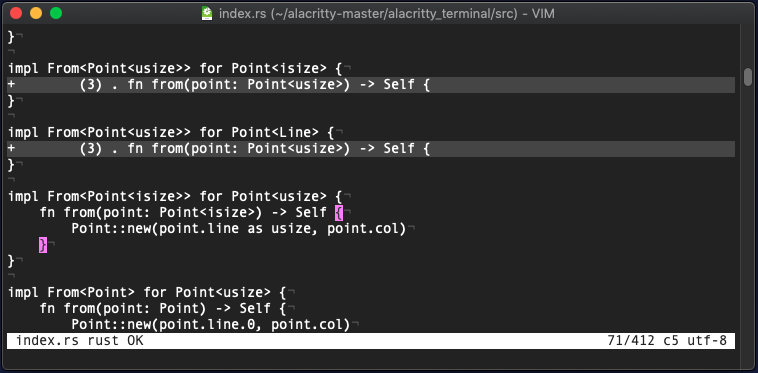 index.rs (~/alacritty-master/alacritty_terminal/src) - VIM
}¬
¬
impl From<Point<usize>> for Point<isize> {¬
+        (3) . fn from(point: Point<usize>) -> Self {
}¬
¬
impl From<Point<usize>> for Point<Line> {¬
+        (3) . fn from(point: Point<usize>) -> Self {
}¬
¬
impl From<Point<isize>> for Point<usize> {¬
    fn from(point: Point<isize>) -> Self {¬
        Point::new(point.line as usize, point.col)¬
    }¬
}¬
¬
impl From<Point> for Point<usize> {¬
    fn from(point: Point) -> Self {¬
        Point::new(point.line.0, point.col)¬
index.rs rust OK 71/412 c5 utf-8